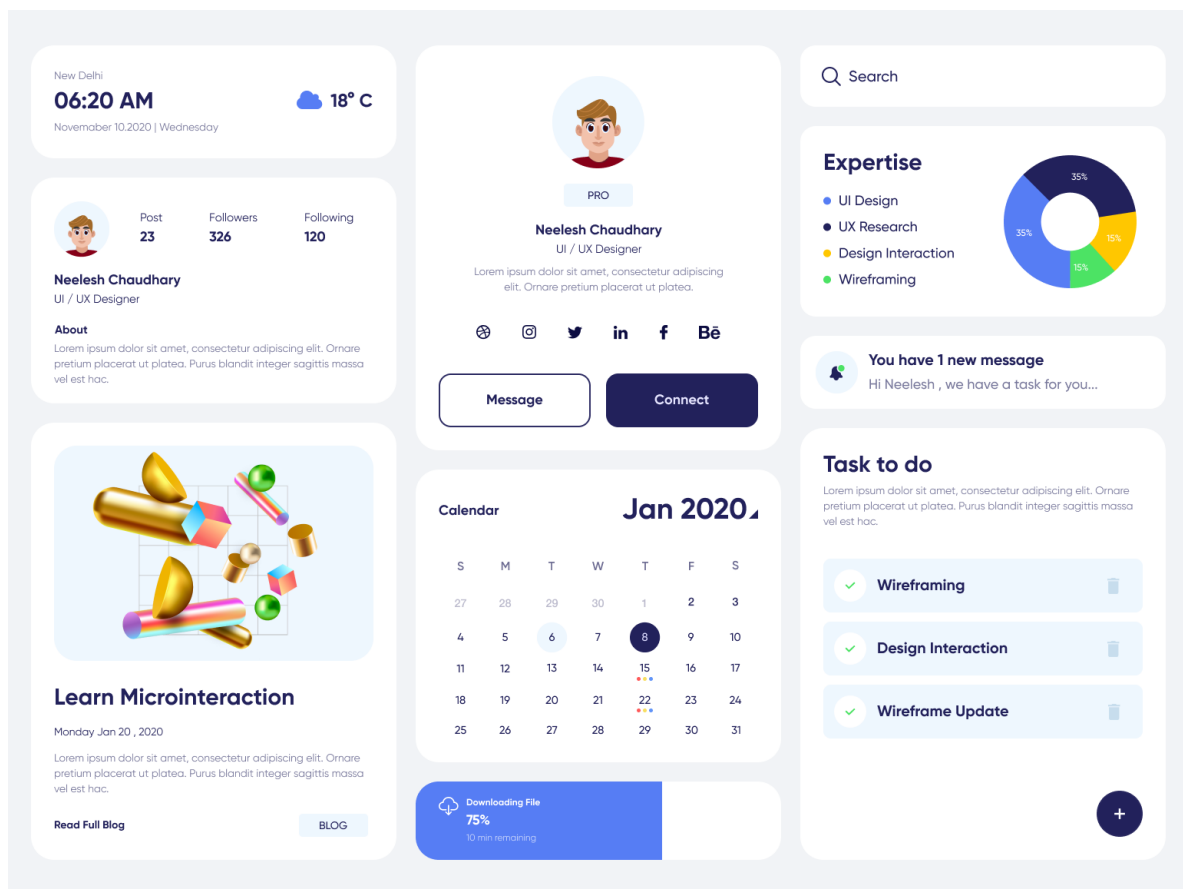 New Delhi
06:20 AM
18° C
Novemaber 10.2020 | Wednesday
Post
Followers
Following
23
326
120
Neelesh Chaudhary
UI / UX Designer
About
Lorem ipsum dolor sit amet, consectetur adipiscing elit. Ornare
pretium placerat ut platea. Purus blandit integer sagittis massa
vel est hac.
Learn Microinteraction
Monday Jan 20 , 2020
Lorem ipsum dolor sit amet, consectetur adipiscing elit. Ornare
pretium placerat ut platea. Purus blandit integer sagittis massa
vel est hac.
Read Full Blog
BLOG
PRO
Neelesh Chaudhary
UI / UX Designer
Lorem ipsum dolor sit amet, consectetur adipiscing
elit. Ornare pretium placerat ut platea.
in
f
Bē
Message
Connect
Calendar
Jan 2020
S M T W T F S
27 28 29 30 1 2 3
4 5 6 7 8 9 10
11 12 13 14 15 16 17
18 19 20 21 22 23 24
25 26 27 28 29 30 31
Downloading File
75%
10 min remaining
Search
Expertise
UI Design
UX Research
Design Interaction
Wireframing
35%
35%
15%
15%
You have 1 new message
Hi Neelesh , we have a task for you...
Task to do
Lorem ipsum dolor sit amet, consectetur adipiscing elit. Ornare
pretium placerat ut platea. Purus blandit integer sagittis massa
vel est hac.
Wireframing
Design Interaction
Wireframe Update
+